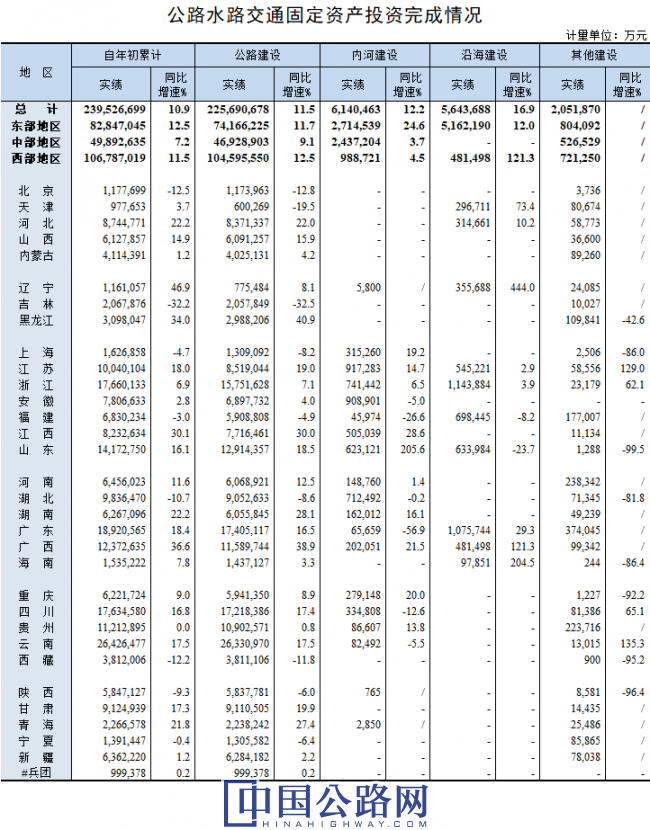 公路水路交通固定资产投资完成情况
计量单位：万元
地 区 自年初累计 公路建设 内河建设 沿海建设 其他建设
实绩 同比增速% 实绩 同比增速% 实绩 同比增速% 实绩 同比增速% 实绩 同比增速%
总 计 239,526,699 10.9 225,690,678 11.5 6,140,463 12.2 5,643,688 16.9 2,051,870 /
东部地区 82,847,045 12.5 74,166,225 11.7 2,714,539 24.6 5,162,190 12.0 804,092 /
中部地区 49,892,635 7.2 46,928,903 9.1 2,437,204 3.7 - - 526,529 /
西部地区 106,787,019 11.5 104,595,550 12.5 988,721 4.5 481,498 121.3 721,250 /
北 京 1,177,699 -12.5 1,173,963 -12.8 - - - - 3,736 /
天 津 977,653 3.7 600,269 -19.5 - - 296,711 73.4 80,674 /
河 北 8,744,771 22.2 8,371,337 22.0 - - 314,661 10.2 58,773 /
山 西 6,127,857 14.9 6,091,257 15.9 - - - - 36,600 /
内蒙古 4,114,391 1.2 4,025,131 4.2 - - - - 89,260 /
辽 宁 1,161,057 46.9 775,484 8.1 5,800 / 355,688 444.0 24,085 /
吉 林 2,067,876 -32.2 2,057,849 -32.5 - - - - 10,027 /
黑龙江 3,098,047 34.0 2,988,206 40.9 - - - - 109,841 -42.6
上 海 1,626,858 -4.7 1,309,092 -8.2 315,260 19.2 - - 2,506 -86.0
江 苏 10,040,104 18.0 8,519,044 19.0 917,283 14.7 545,221 2.9 58,556 129.0
浙 江 17,660,133 6.9 15,751,628 7.1 741,442 6.5 1,143,884 3.9 23,179 62.1
安 徽 7,806,633 2.8 6,897,732 4.0 908,901 -5.0 - - - -
福 建 6,830,234 -3.0 5,908,808 -4.9 45,974 -26.6 698,445 -8.2 177,007 /
江 西 8,232,634 30.1 7,716,461 30.0 505,039 28.6 - - 11,134 /
山 东 14,172,750 16.1 12,914,357 18.5 623,121 205.6 633,984 -23.7 1,288 -99.5
河 南 6,456,023 11.6 6,068,921 12.5 148,760 1.4 - - 238,342 /
湖 北 9,836,470 -10.7 9,052,633 -8.6 712,492 -0.2 - - 71,345 -81.8
湖 南 6,267,096 22.2 6,055,845 28.1 162,012 16.1 - - 49,239 /
广 东 18,920,565 18.4 17,405,117 16.5 65,659 -56.9 1,075,744 29.3 374,045 /
广 西 12,372,635 36.6 11,589,744 38.9 202,051 21.5 481,498 121.3 99,342 /
海 南 1,535,222 7.8 1,437,127 3.3 - - 97,851 204.5 244 -86.4
重 庆 6,221,724 9.0 5,941,350 8.9 279,148 20.0 - - 1,227 -92.2
四 川 17,634,580 16.8 17,218,386 17.4 334,808 -12.6 - - 81,386 65.1
贵 州 11,212,895 0.0 10,902,571 0.8 86,607 13.8 - - 223,716 /
云 南 26,426,477 17.5 26,330,970 17.5 82,492 -5.5 - - 13,015 135.3
西 藏 3,812,006 -12.2 3,811,106 -11.8 - - - - 900 -95.2
陕 西 5,847,127 -9.3 5,837,781 -6.0 765 / - - 8,581 -96.4
甘 肃 9,124,939 17.3 9,110,505 19.9 - - - - 14,435 /
青 海 2,266,578 21.8 2,238,242 27.4 2,850 / - - 25,486 /
宁 夏 1,391,447 -0.4 1,305,582 -6.4 - - - - 85,865 /
新 疆 6,362,220 1.2 6,284,182 2.2 - - - - 78,038 /
#兵团 999,378 0.2 999,378 0.2 - - - - - -
中国公路网
CHINAHIGHWAY.COM